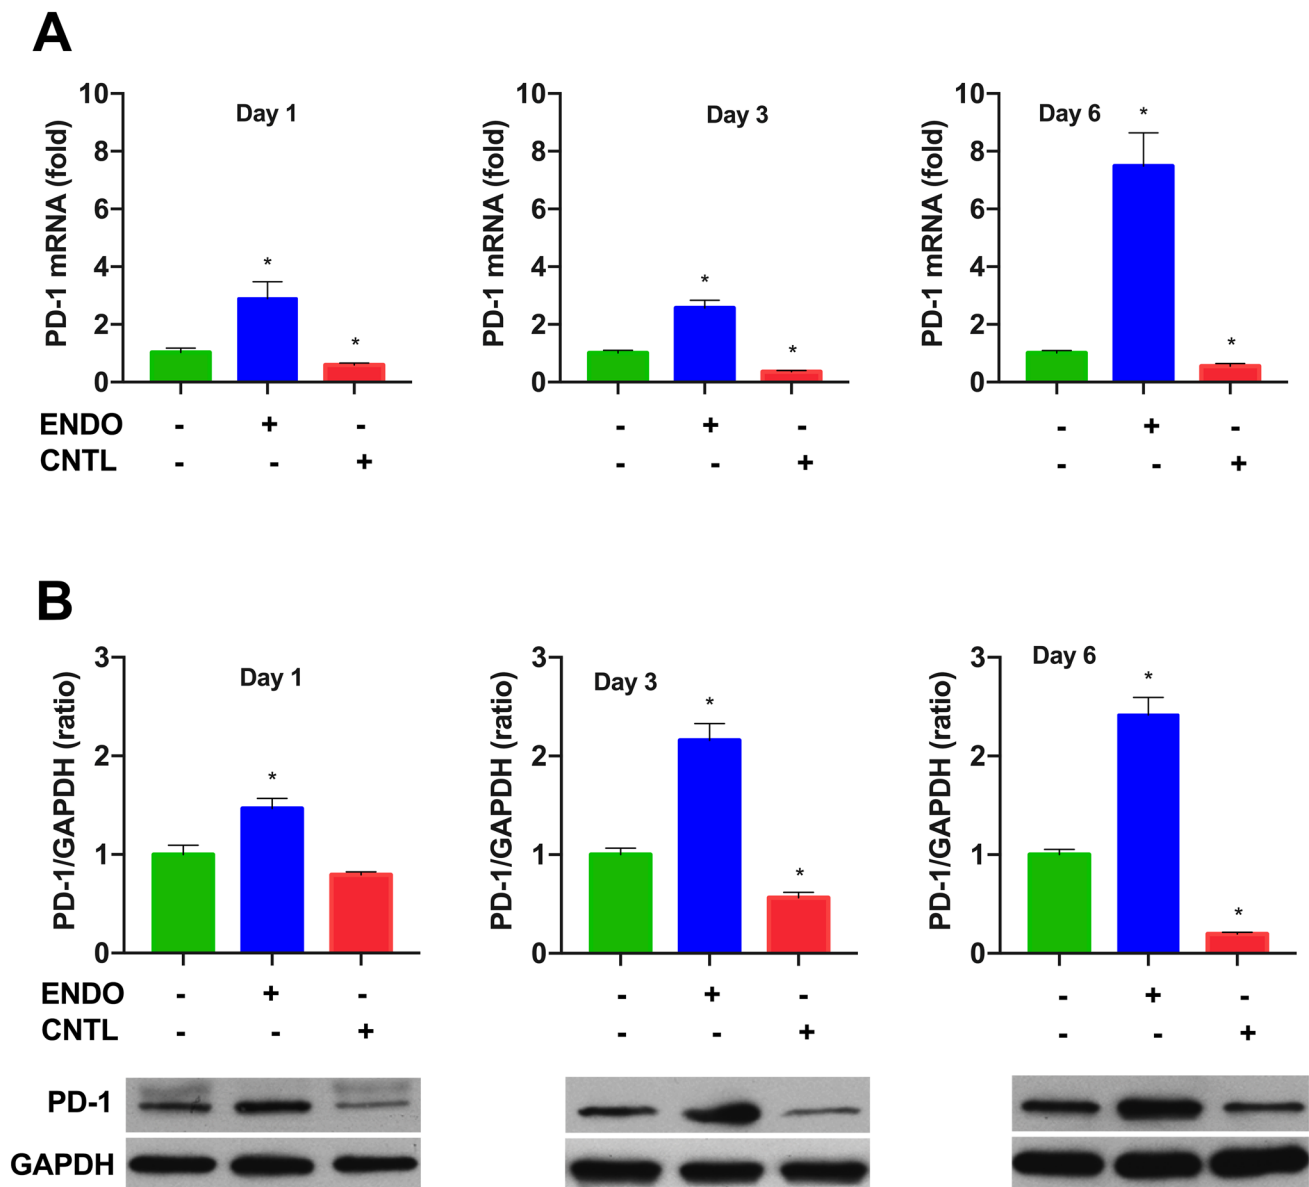 A
Day 1 Day 3 Day 6
PD-1 mRNA (fold) PD-1 mRNA (fold) PD-1 mRNA (fold)
10 10 10
8 8 8
6 6 6
4 4 4
2 2 2
0 0 0
* * * * * *
ENDO - + - - + - - + -
CNTL - - + - - + - - +
B
Day 1 Day 3 Day 6
PD-1/GAPDH (ratio) PD-1/GAPDH (ratio) PD-1/GAPDH (ratio)
3 3 3
2 2 2
1 1 1
0 0 0
* * * * *
ENDO - + - - + - - + -
CNTL - - + - - + - - +
PD-1
GAPDH